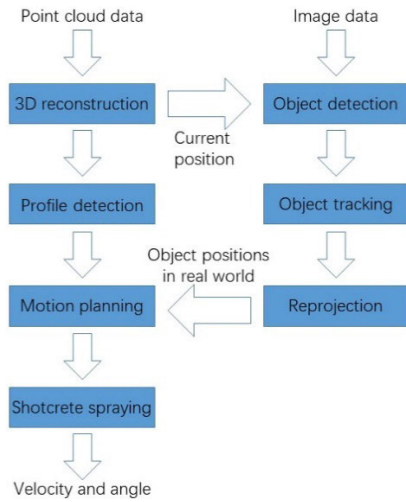 Point cloud data
Image data
3D reconstruction
Object detection
Current
position
Profile detection
Object tracking
Object positions
in real world
Motion planning
Reprojection
Shotcrete spraying
Velocity and angle